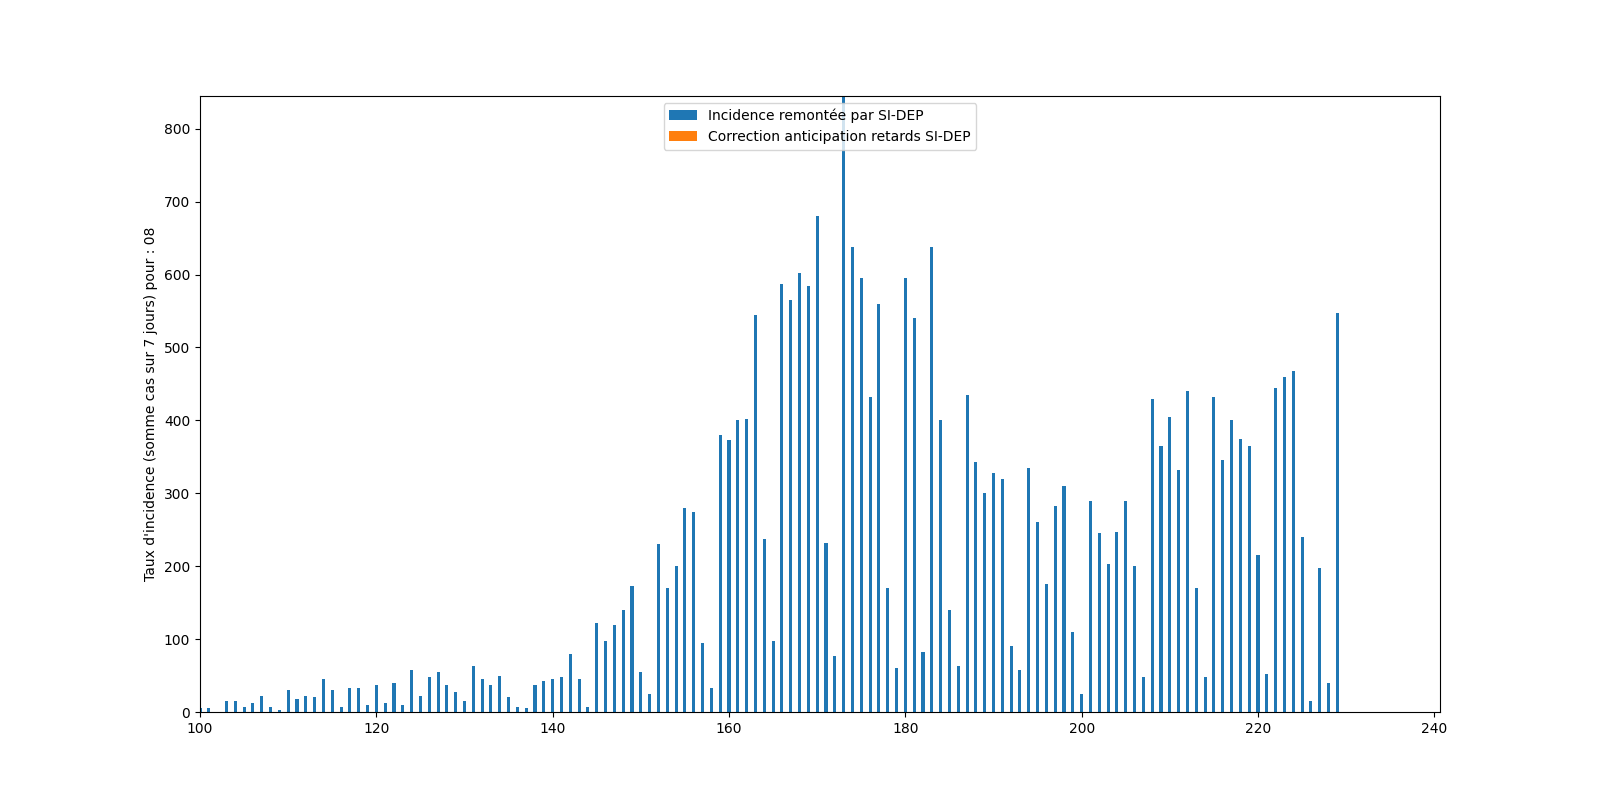 Incidence remontée par SI-DEP
Correction anticipation retards SI-DEP
Taux d'incidence (somme cas sur 7 jours) pour : 08
800
700
600
500
400
300
200
100
0
100 120 140 160 180 200 220 240